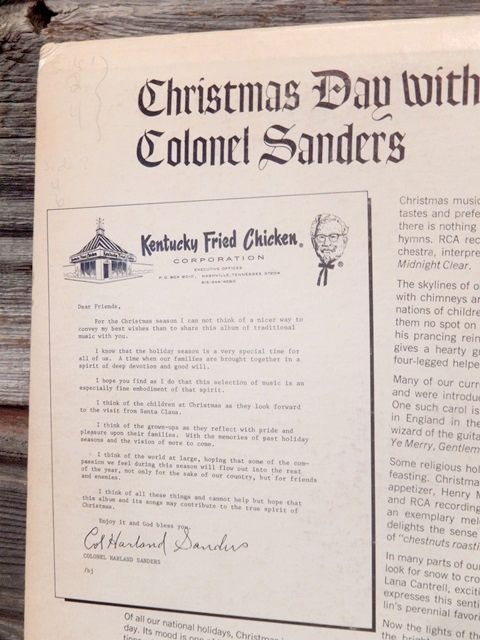 Christmas Day with
Colonel Sanders
Kentucky Fried Chicken®
CORPORATION
EXECUTIVE OFFICES
NASHVILLE, TENNESSEE
Dear Friends,
For the Christmas season I can not think of a nicer way to
convey my best wishes than to share this album of traditional
music with you.
I know that the holiday season is a very special time for
all of us. A time when our families are brought together in a
spirit of deep devotion and good will.
I hope you find as I do that this selection of music is an
especially fine embodiment of that spirit.
I think of the children at Christmas as they look forward
to the visit from Santa Claus.
I think of the grown-ups as they reflect with pride and
pleasure upon their families. With the memories of past holiday
seasons and the vision of more to come.
I think of the world at large, hoping that some of the com-
passion we feel during this season will flow out into the rest
of the year, not only for the sake of our country, but for friends
and enemies.
I think of all these things and cannot help but hope that
this album and its songs may contribute to the true spirit of
Christmas.
Enjoy it and God bless you.
Col Harland Sanders
COLONEL HARLAND SANDERS
/bj
Christmas music
tastes and prefe
there is nothing
hymns. RCA rec
chestra, interpre
Midnight Clear.
The skylines of o
with chimneys a
nations of childre
them no spot on
his prancing rein
gives a hearty g
four-legged helpe
Many of our curr
and were introdu
One such carol is
in England in the
wizard of the guita
Ye Merry, Gentlem
Some religious hol
feasting. Christma
appetizer, Henry M
and RCA recording
an exemplary mel
delights the sense
of "chestnuts roasti
In many parts of ou
look for snow to cro
Lana Cantrell, exciti
expresses this senti
lin's perennial favor
Now the lights of th
the
Of all our national holidays, Christmas
day. Its mood is one